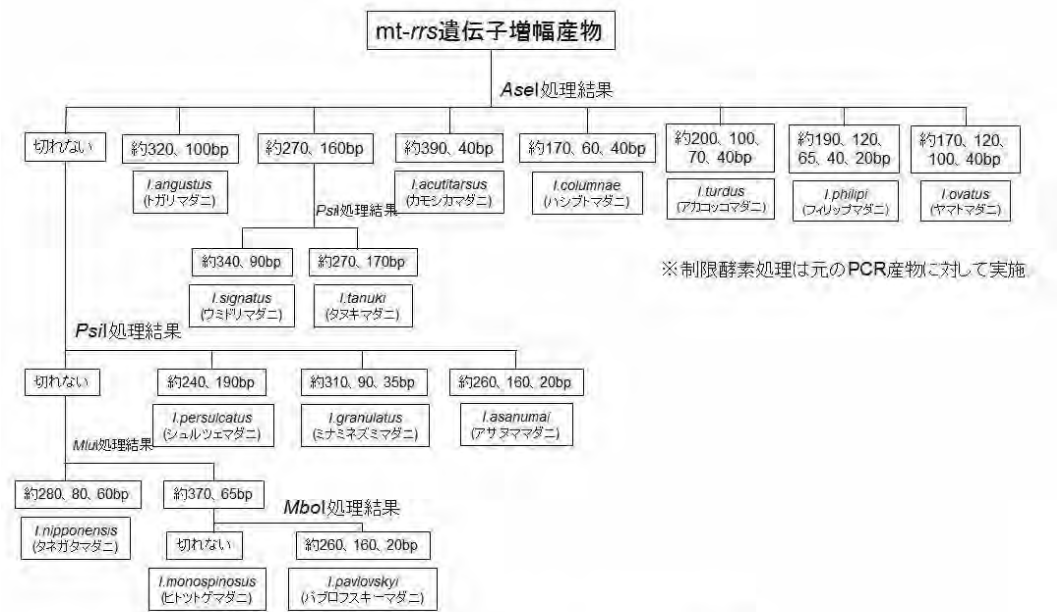 mt-rrs遺伝子増幅産物
AseI処理結果
切れない
約320、100bp
約270、160bp
約390、40bp
約170、60、40bp
約200、100、
70、40bp
約190、120、
65、40、20bp
約170、120、
100、40bp
I.angustus
(トガリマダニ)
I.acutitarsus
(カモシカマダニ)
I.columnae
(ハシブトマダニ)
I.turdus
(アカコッコマダニ)
I.philipi
(フィリップマダニ)
I.ovatus
(ヤマトマダニ)
PsiI処理結果
約340、90bp
約270、170bp
I.signatus
(ウミドリマダニ)
I.tanuki
(タヌキマダニ)
※制限酵素処理は元のPCR産物に対して実施
PsiI処理結果
切れない
約240、190bp
約310、90、35bp
約260、160、20bp
I.persulcatus
(シュルツェマダニ)
I.granulatus
(ミナミネズミマダニ)
I.asanumai
(アサヌママダニ)
MluI処理結果
約280、80、60bp
約370、65bp
MboI処理結果
I.nipponensis
(タネガタマダニ)
切れない
約260、160、20bp
I.monospinosus
(ヒトツトゲマダニ)
I.pavlovskyi
(パブロフスキーマダニ)